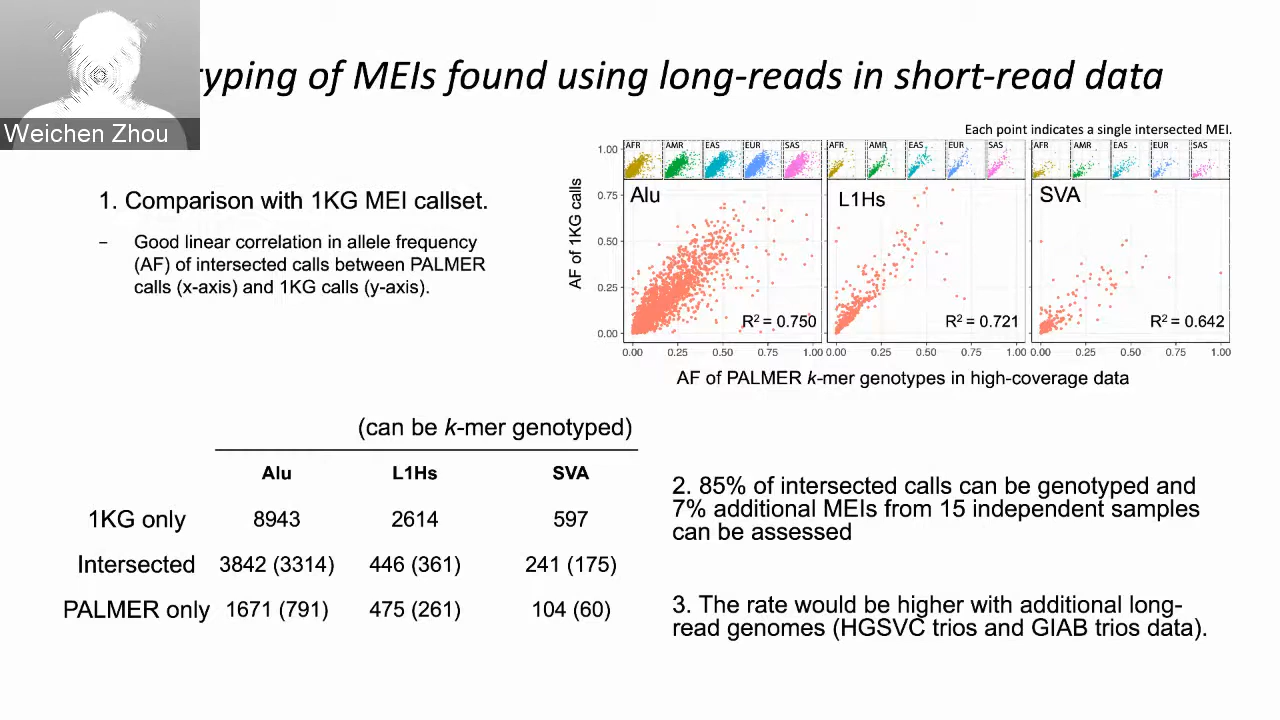 typing of MEIs found using long-reads in short-read data
Weichen Zhou
Each point indicates a single intersected MEI.
1. Comparison with 1KG MEI callset.
– Good linear correlation in allele frequency
(AF) of intersected calls between PALMER
calls (x-axis) and 1KG calls (y-axis).
AF of 1KG calls
1.00
0.75
0.50
0.25
0.00
AFR AMR EAS EUR SAS
Alu
R² = 0.750
0.00 0.25 0.50 0.75 1.00
AFR AMR EAS EUR SAS
L1Hs
R² = 0.721
0.00 0.25 0.50 0.75 1.00
AFR AMR EAS EUR SAS
SVA
R² = 0.642
0.00 0.25 0.50 0.75 1.00
AF of PALMER k-mer genotypes in high-coverage data
(can be k-mer genotyped)
Alu L1Hs SVA
1KG only 8943 2614 597
Intersected 3842 (3314) 446 (361) 241 (175)
PALMER only 1671 (791) 475 (261) 104 (60)
2. 85% of intersected calls can be genotyped and
7% additional MEIs from 15 independent samples
can be assessed
3. The rate would be higher with additional long-
read genomes (HGSVC trios and GIAB trios data).